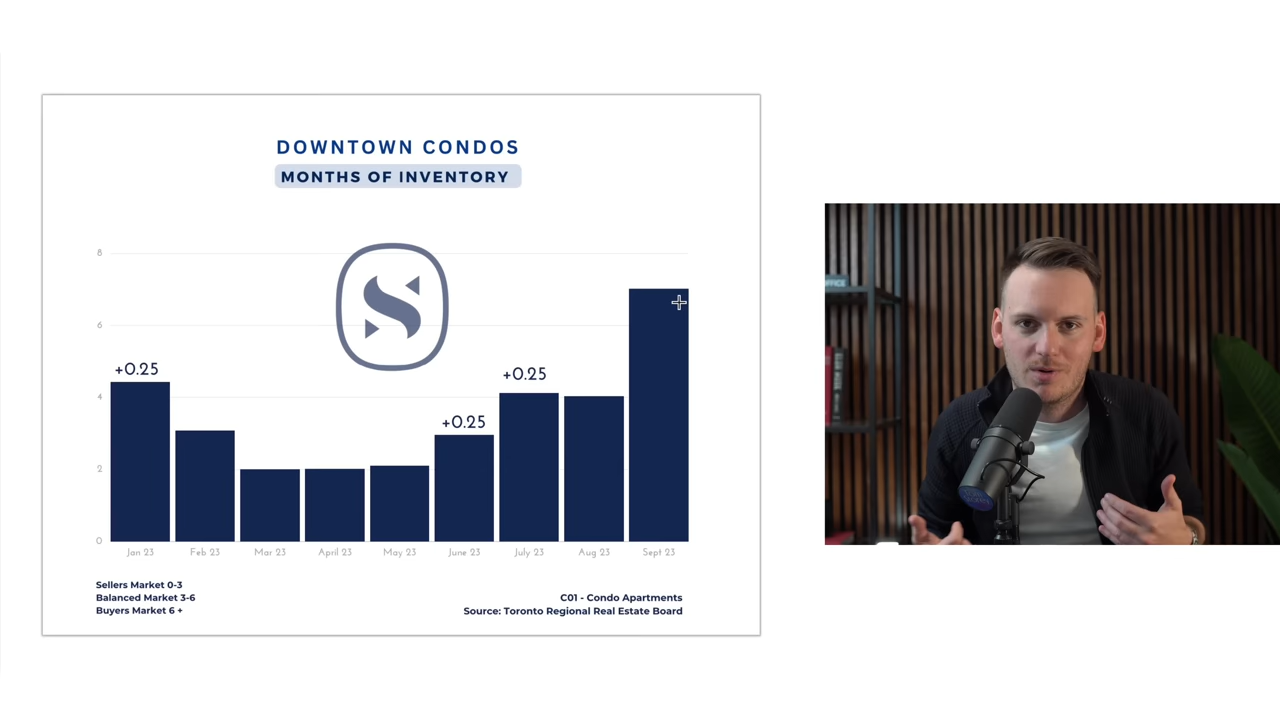 DOWNTOWN CONDOS
MONTHS OF INVENTORY
8
6
4
2
0
+0.25
+0.25
+0.25
Jan 23
Feb 23
Mar 23
April 23
May 23
June 23
July 23
Aug 23
Sept 23
Sellers Market 0-3
Balanced Market 3-6
Buyers Market 6 +
C01 - Condo Apartments
Source: Toronto Regional Real Estate Board
S